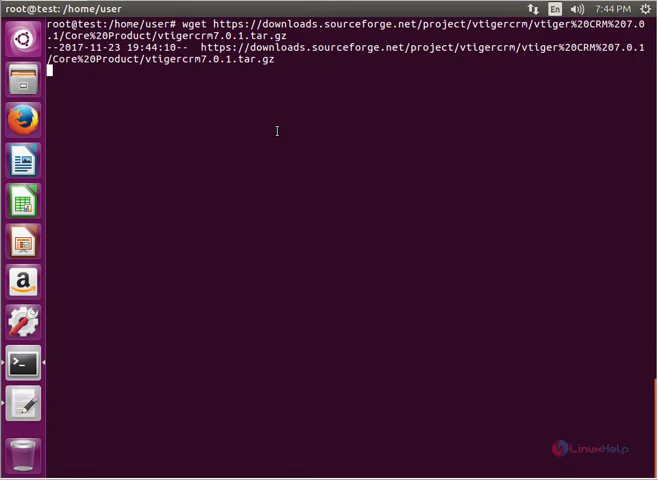 root@test: /home/user
En
7:44 PM
root@test:/home/user# wget https://downloads.sourceforge.net/project/vtigercrm/vtiger%20CRM%207.0
.1/Core%20Product/vtigercrm7.0.1.tar.gz
--2017-11-23 19:44:10--  https://downloads.sourceforge.net/project/vtigercrm/vtiger%20CRM%207.0.1
/Core%20Product/vtigercrm7.0.1.tar.gz
LinuxHelp